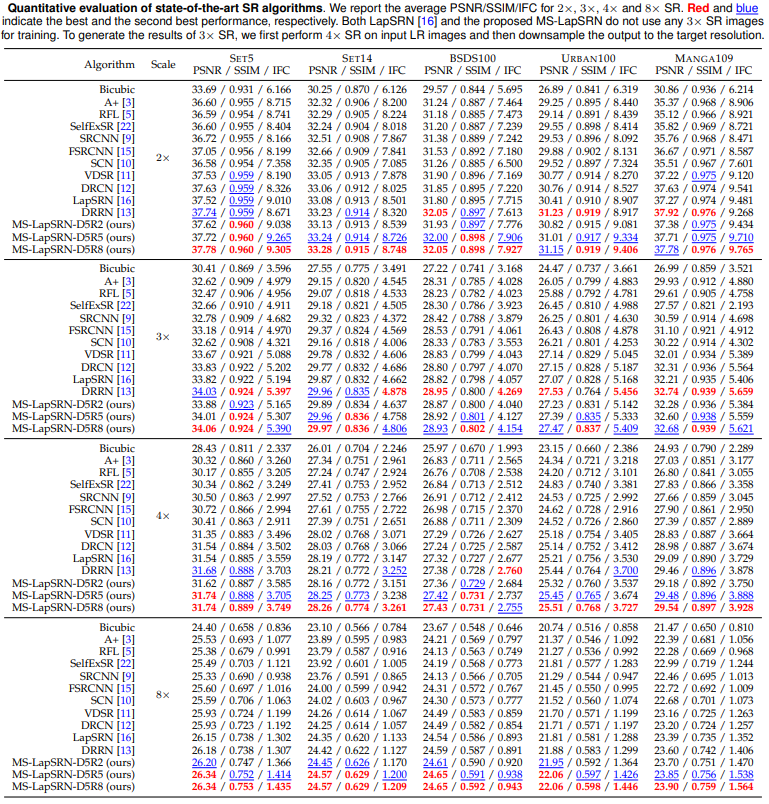 Quantitative evaluation of state-of-the-art SR algorithms. We report the average PSNR/SSIM/IFC for 2×, 3×, 4× and 8× SR. Red and blue
indicate the best and the second best performance, respectively. Both LapSRN [16] and the proposed MS-LapSRN do not use any 3× SR images
for training. To generate the results of 3× SR, we first perform 4× SR on input LR images and then downsample the output to the target resolution.
Algorithm Scale SET5 SET14 BSDS100 URBAN100 MANGA109
PSNR / SSIM / IFC PSNR / SSIM / IFC PSNR / SSIM / IFC PSNR / SSIM / IFC PSNR / SSIM / IFC
Bicubic 33.69 / 0.931 / 6.166 30.25 / 0.870 / 6.126 29.57 / 0.844 / 5.695 26.89 / 0.841 / 6.319 30.86 / 0.936 / 6.214
A+ [3] 36.60 / 0.955 / 8.715 32.32 / 0.906 / 8.200 31.24 / 0.887 / 7.464 29.25 / 0.895 / 8.440 35.37 / 0.968 / 8.906
RFL [5] 36.59 / 0.954 / 8.741 32.29 / 0.905 / 8.224 31.18 / 0.885 / 7.473 29.14 / 0.891 / 8.439 35.12 / 0.966 / 8.921
SelfExSR [22] 36.60 / 0.955 / 8.404 32.24 / 0.904 / 8.018 31.20 / 0.887 / 7.239 29.55 / 0.898 / 8.414 35.82 / 0.969 / 8.721
SRCNN [9] 36.72 / 0.955 / 8.166 32.51 / 0.908 / 7.867 31.38 / 0.889 / 7.242 29.53 / 0.896 / 8.092 35.76 / 0.968 / 8.471
FSRCNN [15] 37.05 / 0.956 / 8.199 32.66 / 0.909 / 7.841 31.53 / 0.892 / 7.180 29.88 / 0.902 / 8.131 36.67 / 0.971 / 8.587
SCN [10] 2× 36.58 / 0.954 / 7.358 32.35 / 0.905 / 7.085 31.26 / 0.885 / 6.500 29.52 / 0.897 / 7.324 35.51 / 0.967 / 7.601
VDSR [11] 37.53 / 0.959 / 8.190 33.05 / 0.913 / 7.878 31.90 / 0.896 / 7.169 30.77 / 0.914 / 8.270 37.22 / 0.975 / 9.120
DRCN [12] 37.63 / 0.959 / 8.326 33.06 / 0.912 / 8.025 31.85 / 0.895 / 7.220 30.76 / 0.914 / 8.527 37.63 / 0.974 / 9.541
LapSRN [16] 37.52 / 0.959 / 9.010 33.08 / 0.913 / 8.501 31.80 / 0.895 / 7.715 30.41 / 0.910 / 8.907 37.27 / 0.974 / 9.481
DRRN [13] 37.74 / 0.959 / 8.671 33.23 / 0.914 / 8.320 32.05 / 0.897 / 7.613 31.23 / 0.919 / 8.917 37.92 / 0.976 / 9.268
MS-LapSRN-D5R2 (ours) 37.62 / 0.960 / 9.038 33.13 / 0.913 / 8.539 31.93 / 0.897 / 7.776 30.82 / 0.915 / 9.081 37.38 / 0.975 / 9.434
MS-LapSRN-D5R5 (ours) 37.72 / 0.960 / 9.265 33.24 / 0.914 / 8.726 32.00 / 0.898 / 7.906 31.01 / 0.917 / 9.334 37.71 / 0.975 / 9.710
MS-LapSRN-D5R8 (ours) 37.78 / 0.960 / 9.305 33.28 / 0.915 / 8.748 32.05 / 0.898 / 7.927 31.15 / 0.919 / 9.406 37.78 / 0.976 / 9.765
Bicubic 30.41 / 0.869 / 3.596 27.55 / 0.775 / 3.491 27.22 / 0.741 / 3.168 24.47 / 0.737 / 3.661 26.99 / 0.859 / 3.521
A+ [3] 32.62 / 0.909 / 4.979 29.15 / 0.820 / 4.545 28.31 / 0.785 / 4.028 26.05 / 0.799 / 4.883 29.93 / 0.912 / 4.880
RFL [5] 32.47 / 0.906 / 4.956 29.07 / 0.818 / 4.533 28.23 / 0.782 / 4.023 25.88 / 0.792 / 4.781 29.61 / 0.905 / 4.758
SelfExSR [22] 32.66 / 0.910 / 4.911 29.18 / 0.821 / 4.505 28.30 / 0.786 / 3.923 26.45 / 0.810 / 4.988 27.57 / 0.821 / 2.193
SRCNN [9] 32.78 / 0.909 / 4.682 29.32 / 0.823 / 4.372 28.42 / 0.788 / 3.879 26.25 / 0.801 / 4.630 30.59 / 0.914 / 4.698
FSRCNN [15] 3× 33.18 / 0.914 / 4.970 29.37 / 0.824 / 4.569 28.53 / 0.791 / 4.061 26.43 / 0.808 / 4.878 31.10 / 0.921 / 4.912
SCN [10] 32.62 / 0.908 / 4.321 29.16 / 0.818 / 4.006 28.33 / 0.783 / 3.553 26.21 / 0.801 / 4.253 30.22 / 0.914 / 4.302
VDSR [11] 33.67 / 0.921 / 5.088 29.78 / 0.832 / 4.606 28.83 / 0.799 / 4.043 27.14 / 0.829 / 5.045 32.01 / 0.934 / 5.389
DRCN [12] 33.83 / 0.922 / 5.202 29.77 / 0.832 / 4.686 28.80 / 0.797 / 4.070 27.15 / 0.828 / 5.187 32.31 / 0.936 / 5.564
LapSRN [16] 33.82 / 0.922 / 5.194 29.87 / 0.832 / 4.662 28.82 / 0.798 / 4.057 27.07 / 0.828 / 5.168 32.21 / 0.935 / 5.406
DRRN [13] 34.03 / 0.924 / 5.397 29.96 / 0.835 / 4.878 28.95 / 0.800 / 4.269 27.53 / 0.764 / 5.456 32.74 / 0.939 / 5.659
MS-LapSRN-D5R2 (ours) 33.88 / 0.923 / 5.165 29.89 / 0.834 / 4.637 28.87 / 0.800 / 4.040 27.23 / 0.831 / 5.142 32.28 / 0.936 / 5.384
MS-LapSRN-D5R5 (ours) 34.01 / 0.924 / 5.307 29.96 / 0.836 / 4.758 28.92 / 0.801 / 4.127 27.39 / 0.835 / 5.333 32.60 / 0.938 / 5.559
MS-LapSRN-D5R8 (ours) 34.06 / 0.924 / 5.390 29.97 / 0.836 / 4.806 28.93 / 0.802 / 4.154 27.47 / 0.837 / 5.409 32.68 / 0.939 / 5.621
Bicubic 28.43 / 0.811 / 2.337 26.01 / 0.704 / 2.246 25.97 / 0.670 / 1.993 23.15 / 0.660 / 2.386 24.93 / 0.790 / 2.289
A+ [3] 30.32 / 0.860 / 3.260 27.34 / 0.751 / 2.961 26.83 / 0.711 / 2.565 24.34 / 0.721 / 3.218 27.03 / 0.851 / 3.177
RFL [5] 30.17 / 0.855 / 3.205 27.24 / 0.747 / 2.924 26.76 / 0.708 / 2.538 24.20 / 0.712 / 3.101 26.80 / 0.841 / 3.055
SelfExSR [22] 30.34 / 0.862 / 3.249 27.41 / 0.753 / 2.952 26.84 / 0.713 / 2.512 24.83 / 0.740 / 3.381 27.83 / 0.866 / 3.358
SRCNN [9] 30.50 / 0.863 / 2.997 27.52 / 0.753 / 2.766 26.91 / 0.712 / 2.412 24.53 / 0.725 / 2.992 27.66 / 0.859 / 3.045
FSRCNN [15] 30.72 / 0.866 / 2.994 27.61 / 0.755 / 2.722 26.98 / 0.715 / 2.370 24.62 / 0.728 / 2.916 27.90 / 0.861 / 2.950
SCN [10] 4× 30.41 / 0.863 / 2.911 27.39 / 0.751 / 2.651 26.88 / 0.711 / 2.309 24.52 / 0.726 / 2.860 27.39 / 0.857 / 2.889
VDSR [11] 31.35 / 0.883 / 3.496 28.02 / 0.768 / 3.071 27.29 / 0.726 / 2.627 25.18 / 0.754 / 3.405 28.83 / 0.887 / 3.664
DRCN [12] 31.54 / 0.884 / 3.502 28.03 / 0.768 / 3.066 27.24 / 0.725 / 2.587 25.14 / 0.752 / 3.412 28.98 / 0.887 / 3.674
LapSRN [16] 31.54 / 0.885 / 3.559 28.19 / 0.772 / 3.147 27.32 / 0.727 / 2.677 25.21 / 0.756 / 3.530 29.09 / 0.890 / 3.729
DRRN [13] 31.68 / 0.888 / 3.703 28.21 / 0.772 / 3.252 27.38 / 0.728 / 2.760 25.44 / 0.764 / 3.700 29.46 / 0.896 / 3.878
MS-LapSRN-D5R2 (ours) 31.62 / 0.887 / 3.585 28.16 / 0.772 / 3.151 27.36 / 0.729 / 2.684 25.32 / 0.760 / 3.537 29.18 / 0.892 / 3.750
MS-LapSRN-D5R5 (ours) 31.74 / 0.888 / 3.705 28.25 / 0.773 / 3.238 27.42 / 0.731 / 2.737 25.45 / 0.765 / 3.674 29.48 / 0.896 / 3.888
MS-LapSRN-D5R8 (ours) 31.74 / 0.889 / 3.749 28.26 / 0.774 / 3.261 27.43 / 0.731 / 2.755 25.51 / 0.768 / 3.727 29.54 / 0.897 / 3.928
Bicubic 24.40 / 0.658 / 0.836 23.10 / 0.566 / 0.784 23.67 / 0.548 / 0.646 20.74 / 0.516 / 0.858 21.47 / 0.650 / 0.810
A+ [3] 25.53 / 0.693 / 1.077 23.89 / 0.595 / 0.983 24.21 / 0.569 / 0.797 21.37 / 0.546 / 1.092 22.39 / 0.681 / 1.056
RFL [5] 25.38 / 0.679 / 0.991 23.79 / 0.587 / 0.916 24.13 / 0.563 / 0.749 21.27 / 0.536 / 0.992 22.28 / 0.669 / 0.968
SelfExSR [22] 25.49 / 0.703 / 1.121 23.92 / 0.601 / 1.005 24.19 / 0.568 / 0.773 21.81 / 0.577 / 1.283 22.99 / 0.719 / 1.244
SRCNN [9] 25.33 / 0.690 / 0.938 23.76 / 0.591 / 0.865 24.13 / 0.566 / 0.705 21.29 / 0.544 / 0.947 22.46 / 0.695 / 1.013
FSRCNN [15] 8× 25.60 / 0.697 / 1.016 24.00 / 0.599 / 0.942 24.31 / 0.572 / 0.767 21.45 / 0.550 / 0.995 22.72 / 0.692 / 1.009
SCN [10] 25.59 / 0.706 / 1.063 24.02 / 0.603 / 0.967 24.30 / 0.573 / 0.777 21.52 / 0.560 / 1.074 22.68 / 0.701 / 1.073
VDSR [11] 25.93 / 0.724 / 1.199 24.26 / 0.614 / 1.067 24.49 / 0.583 / 0.859 21.70 / 0.571 / 1.199 23.16 / 0.725 / 1.263
DRCN [12] 25.93 / 0.723 / 1.192 24.25 / 0.614 / 1.057 24.49 / 0.582 / 0.854 21.71 / 0.571 / 1.197 23.20 / 0.724 / 1.257
LapSRN [16] 26.15 / 0.738 / 1.302 24.35 / 0.620 / 1.133 24.54 / 0.586 / 0.893 21.81 / 0.581 / 1.288 23.39 / 0.735 / 1.352
DRRN [13] 26.18 / 0.738 / 1.307 24.42 / 0.622 / 1.127 24.59 / 0.587 / 0.891 21.88 / 0.583 / 1.299 23.60 / 0.742 / 1.406
MS-LapSRN-D5R2 (ours) 26.20 / 0.747 / 1.366 24.45 / 0.626 / 1.170 24.61 / 0.590 / 0.920 21.95 / 0.592 / 1.364 23.70 / 0.751 / 1.470
MS-LapSRN-D5R5 (ours) 26.34 / 0.752 / 1.414 24.57 / 0.629 / 1.200 24.65 / 0.591 / 0.938 22.06 / 0.597 / 1.426 23.85 / 0.756 / 1.538
MS-LapSRN-D5R8 (ours) 26.34 / 0.753 / 1.435 24.57 / 0.629 / 1.209 24.65 / 0.592 / 0.943 22.06 / 0.598 / 1.446 23.90 / 0.759 / 1.564